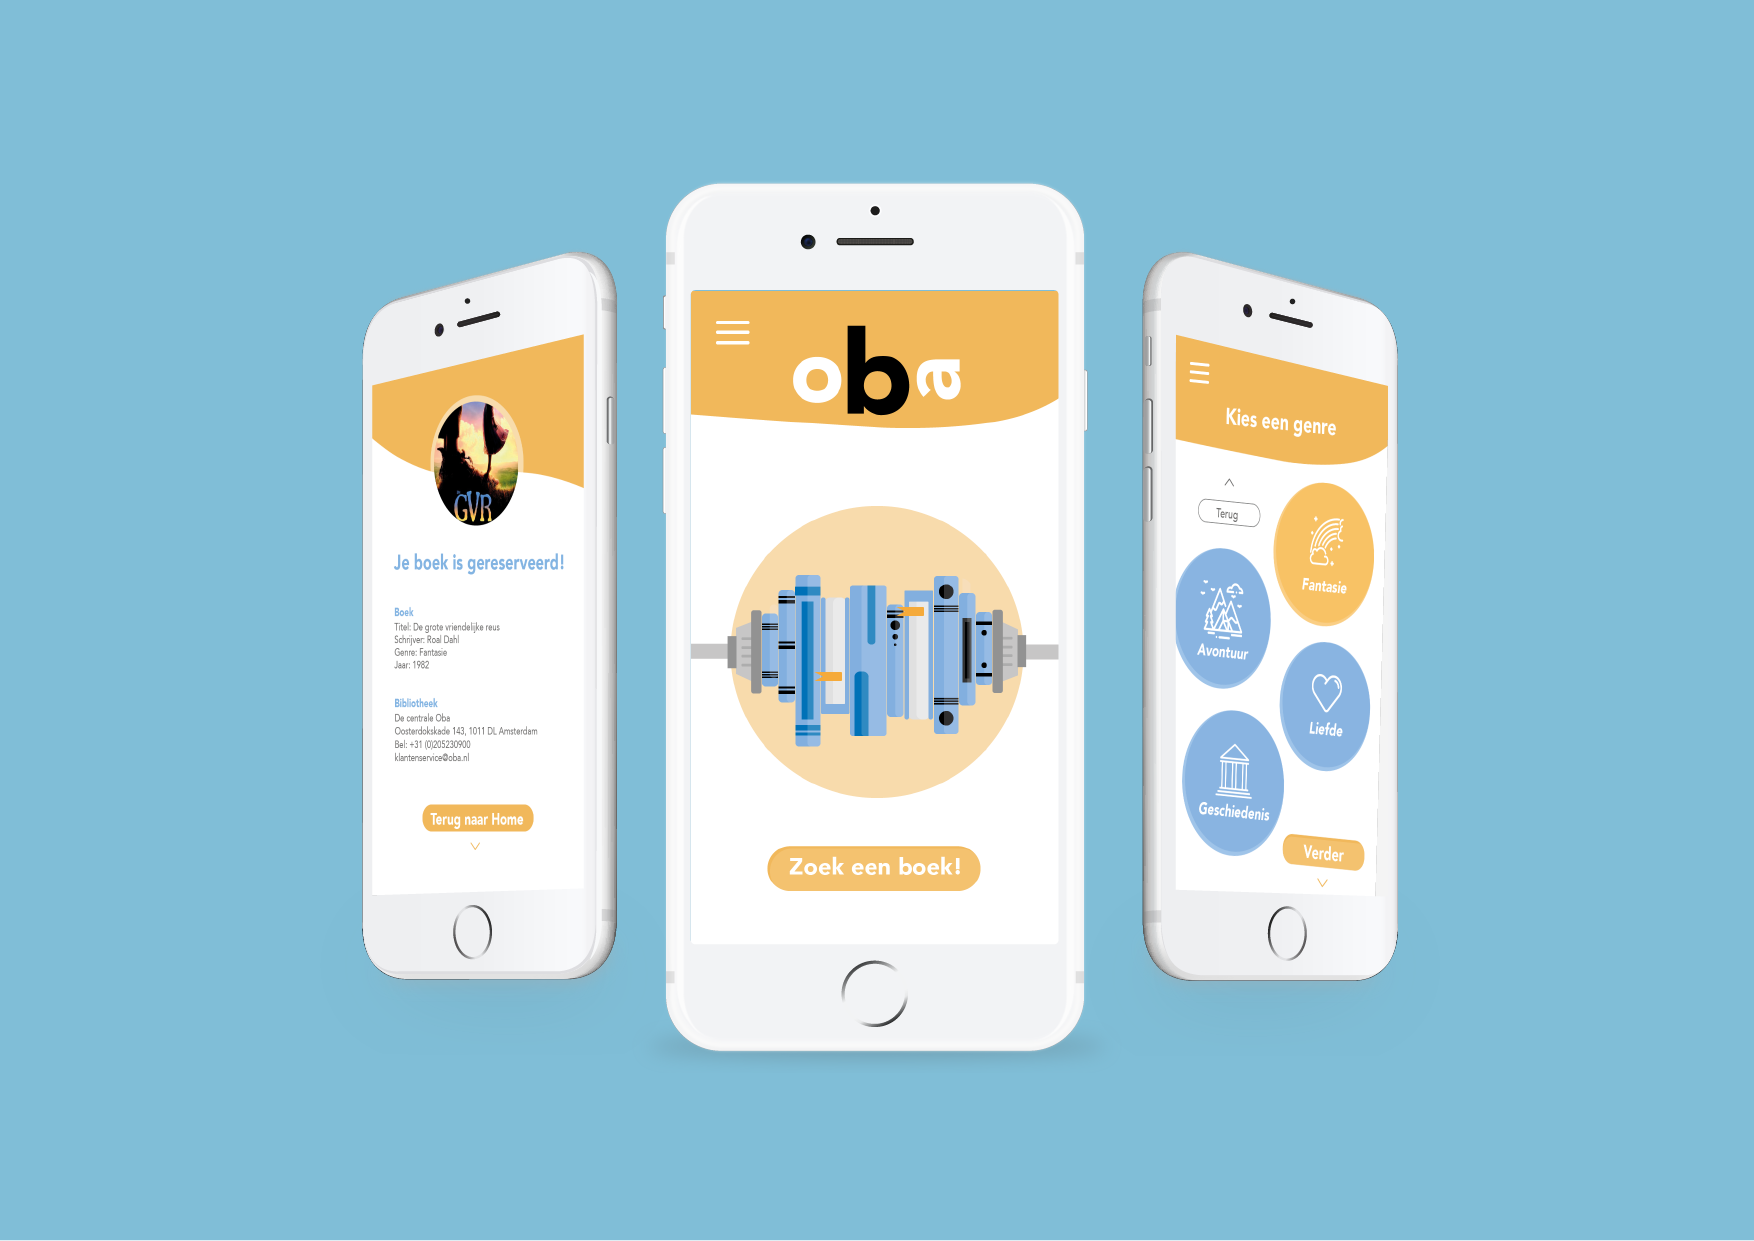 GVR
Je boek is gereserveerd!
Boek
Titel: De grote vriendelijke reus
Schrijver: Roal Dahl
Genre: Fantasie
Jaar: 1982
Bibliotheek
De centrale Oba
Oosterdokskade 143, 1011 DL Amsterdam
Bel: +31 (0)205230900
klantenservice@oba.nl
Terug naar Home
oba
Zoek een boek!
Kies een genre
Terug
Fantasie
Avontuur
Liefde
Geschiedenis
Verder